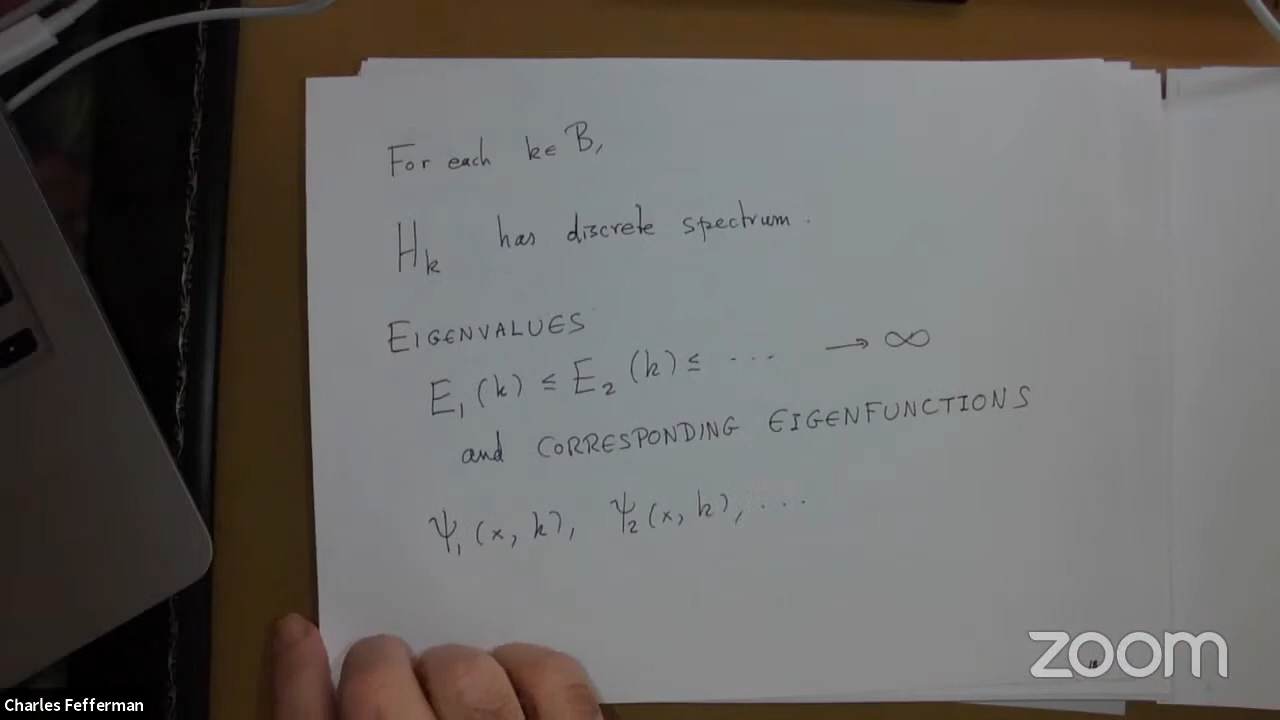 For each k ∈ B,
H_k has discrete spectrum.
EIGENVALUES
E_1(k) ≤ E_2(k) ≤ ... → ∞
and CORRESPONDING EIGENFUNCTIONS
Ψ_1(x, k), Ψ_2(x, k), ...
zoom
Charles Fefferman